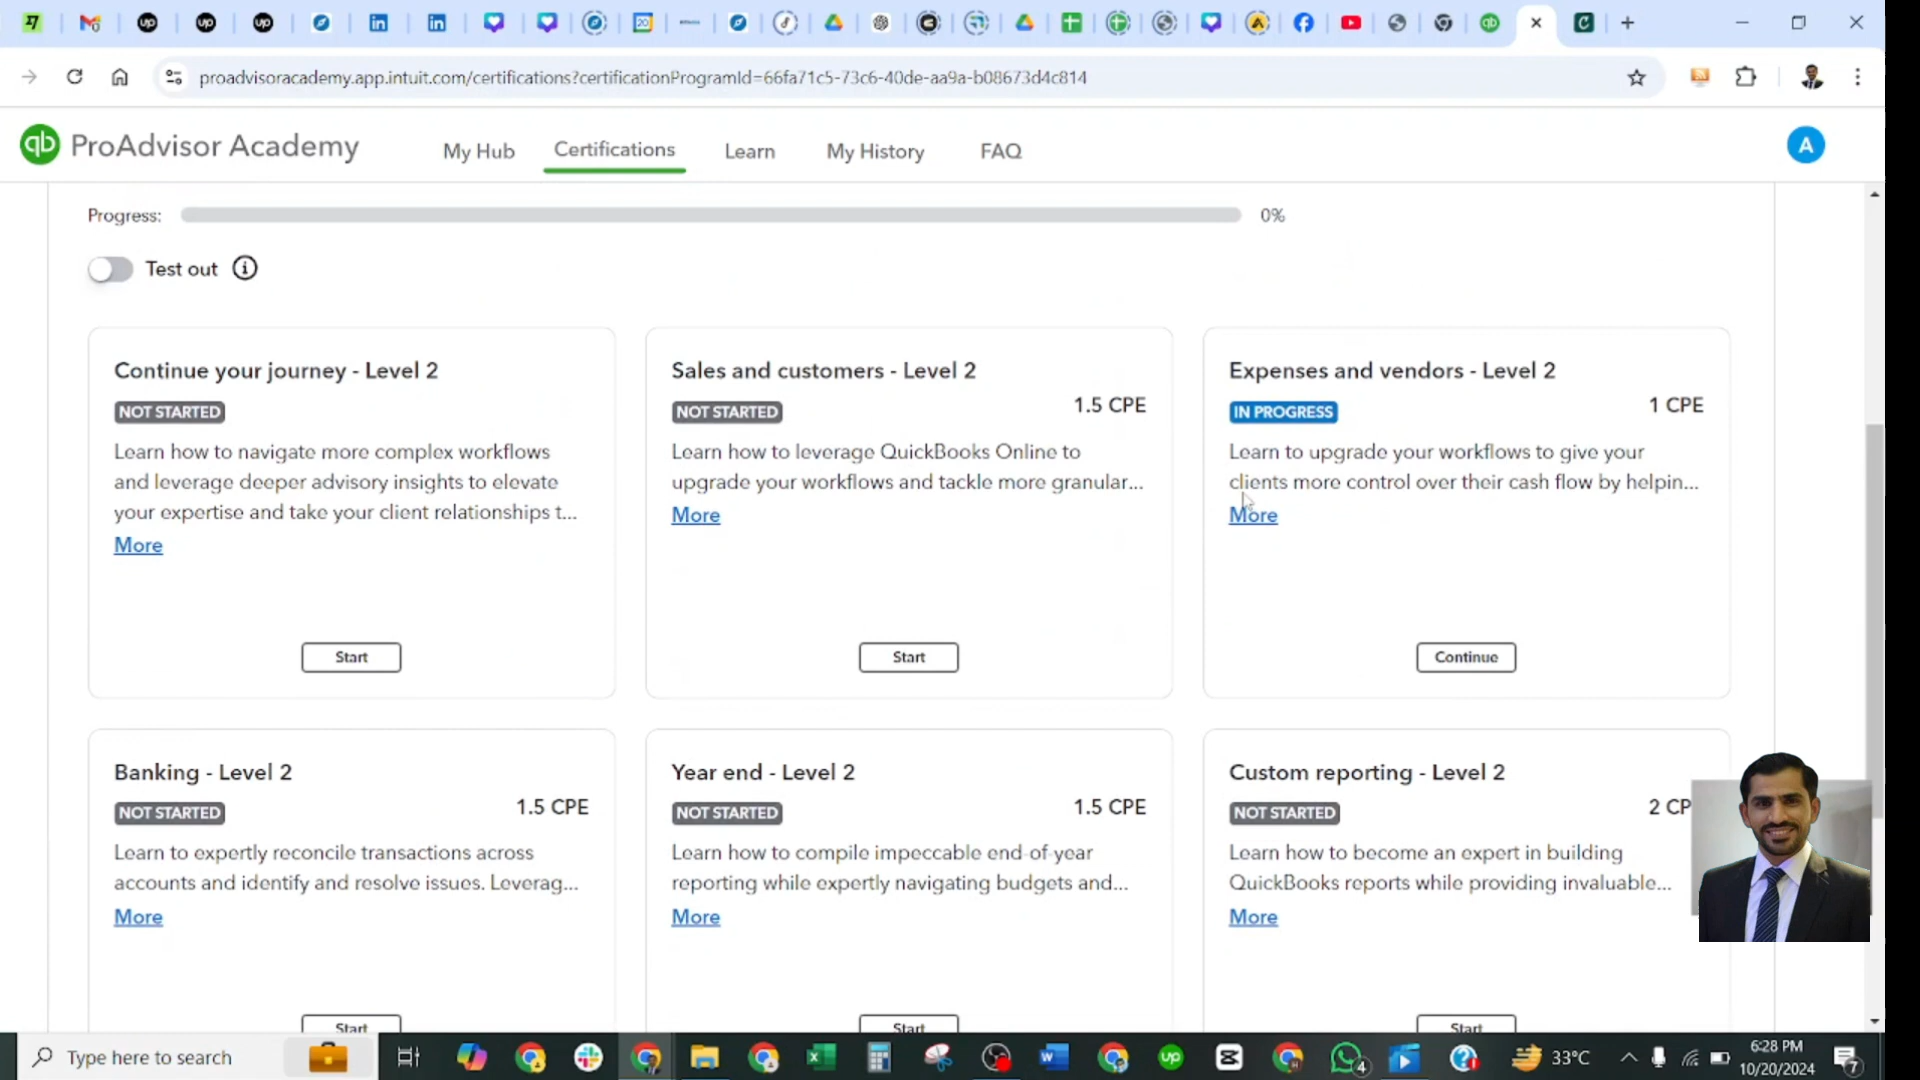 proadvisoracademy.app.intuit.com/certifications?certificationProgramId=66fa71c5-73c6-40de-aa9a-b08673d4c814
qb ProAdvisor Academy
My Hub
Certifications
Learn
My History
FAQ
A
Progress:
0%
Test out
Continue your journey - Level 2
NOT STARTED
Learn how to navigate more complex workflows
and leverage deeper advisory insights to elevate
your expertise and take your client relationships t...
More
Start
Sales and customers - Level 2
NOT STARTED
1.5 CPE
Learn how to leverage QuickBooks Online to
upgrade your workflows and tackle more granular...
More
Start
Expenses and vendors - Level 2
IN PROGRESS
1 CPE
Learn to upgrade your workflows to give your
clients more control over their cash flow by helpin...
More
Continue
Banking - Level 2
NOT STARTED
1.5 CPE
Learn to expertly reconcile transactions across
accounts and identify and resolve issues. Leverag...
More
Start
Year end - Level 2
NOT STARTED
1.5 CPE
Learn how to compile impeccable end-of-year
reporting while expertly navigating budgets and...
More
Start
Custom reporting - Level 2
NOT STARTED
2 CP
Learn how to become an expert in building
QuickBooks reports while providing invaluable...
More
Start
Type here to search
33°C
6:28 PM
10/20/2024
7